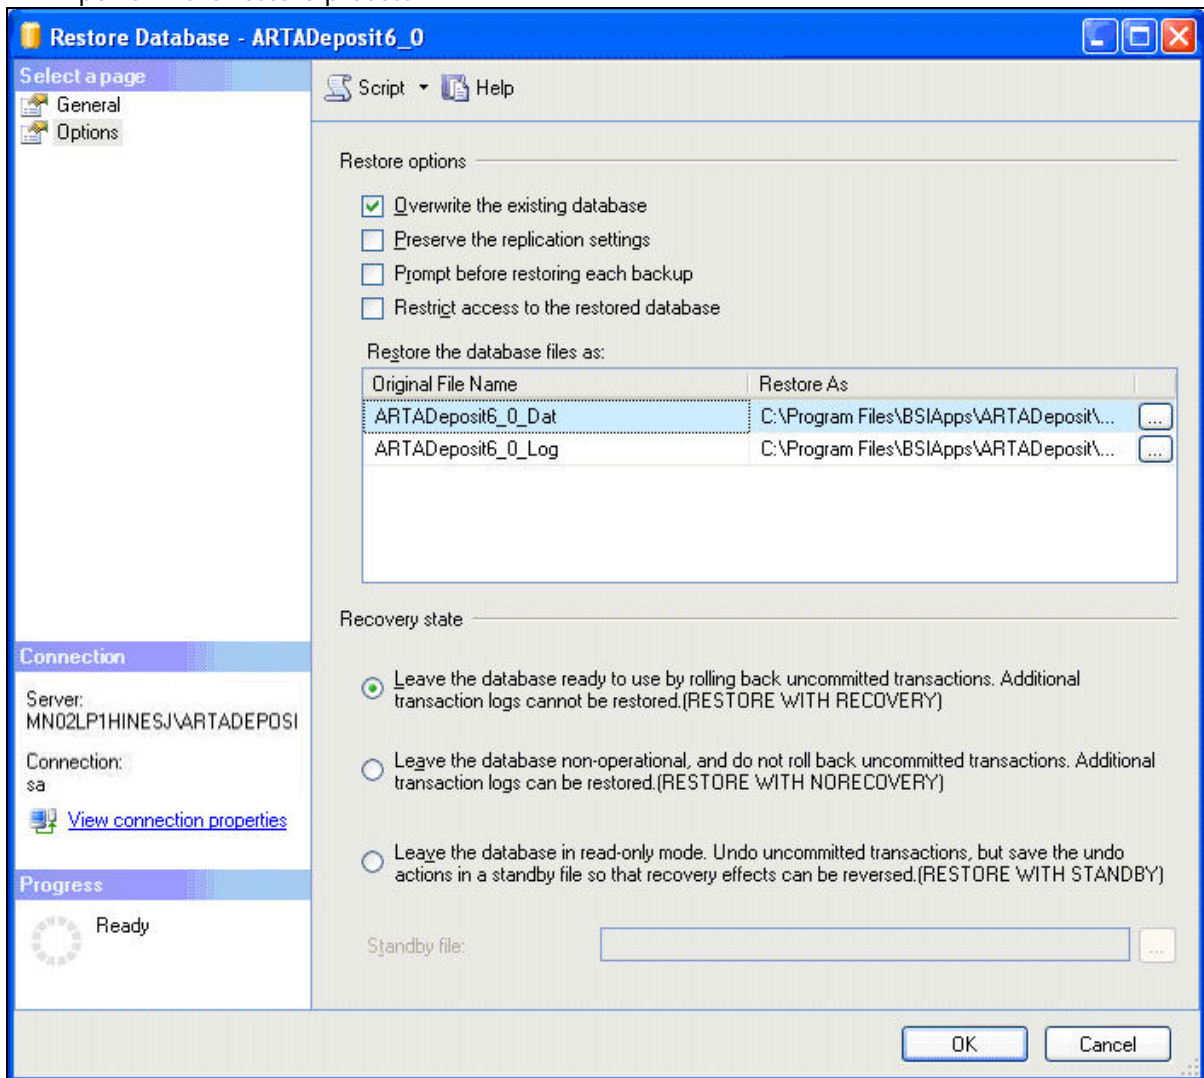 Restore Database - ARTADeposit6_0
Select a page
General
Options
Script
Help
Restore options
Overwrite the existing database
Preserve the replication settings
Prompt before restoring each backup
Restrict access to the restored database
Restore the database files as:
Original File Name Restore As
ARTADeposit6_0_Dat C:\Program Files\BSIApps\ARTADeposit\... ...
ARTADeposit6_0_Log C:\Program Files\BSIApps\ARTADeposit\... ...
Recovery state
Leave the database ready to use by rolling back uncommitted transactions. Additional
transaction logs cannot be restored.(RESTORE WITH RECOVERY)
Leave the database non-operational, and do not roll back uncommitted transactions. Additional
transaction logs can be restored.(RESTORE WITH NORECOVERY)
Leave the database in read-only mode. Undo uncommitted transactions, but save the undo
actions in a standby file so that recovery effects can be reversed.(RESTORE WITH STANDBY)
Standby file: ...
Connection
Server:
MN02LP1HINESJ\ARTADEPOSI
Connection:
sa
View connection properties
Progress
Ready
OK Cancel